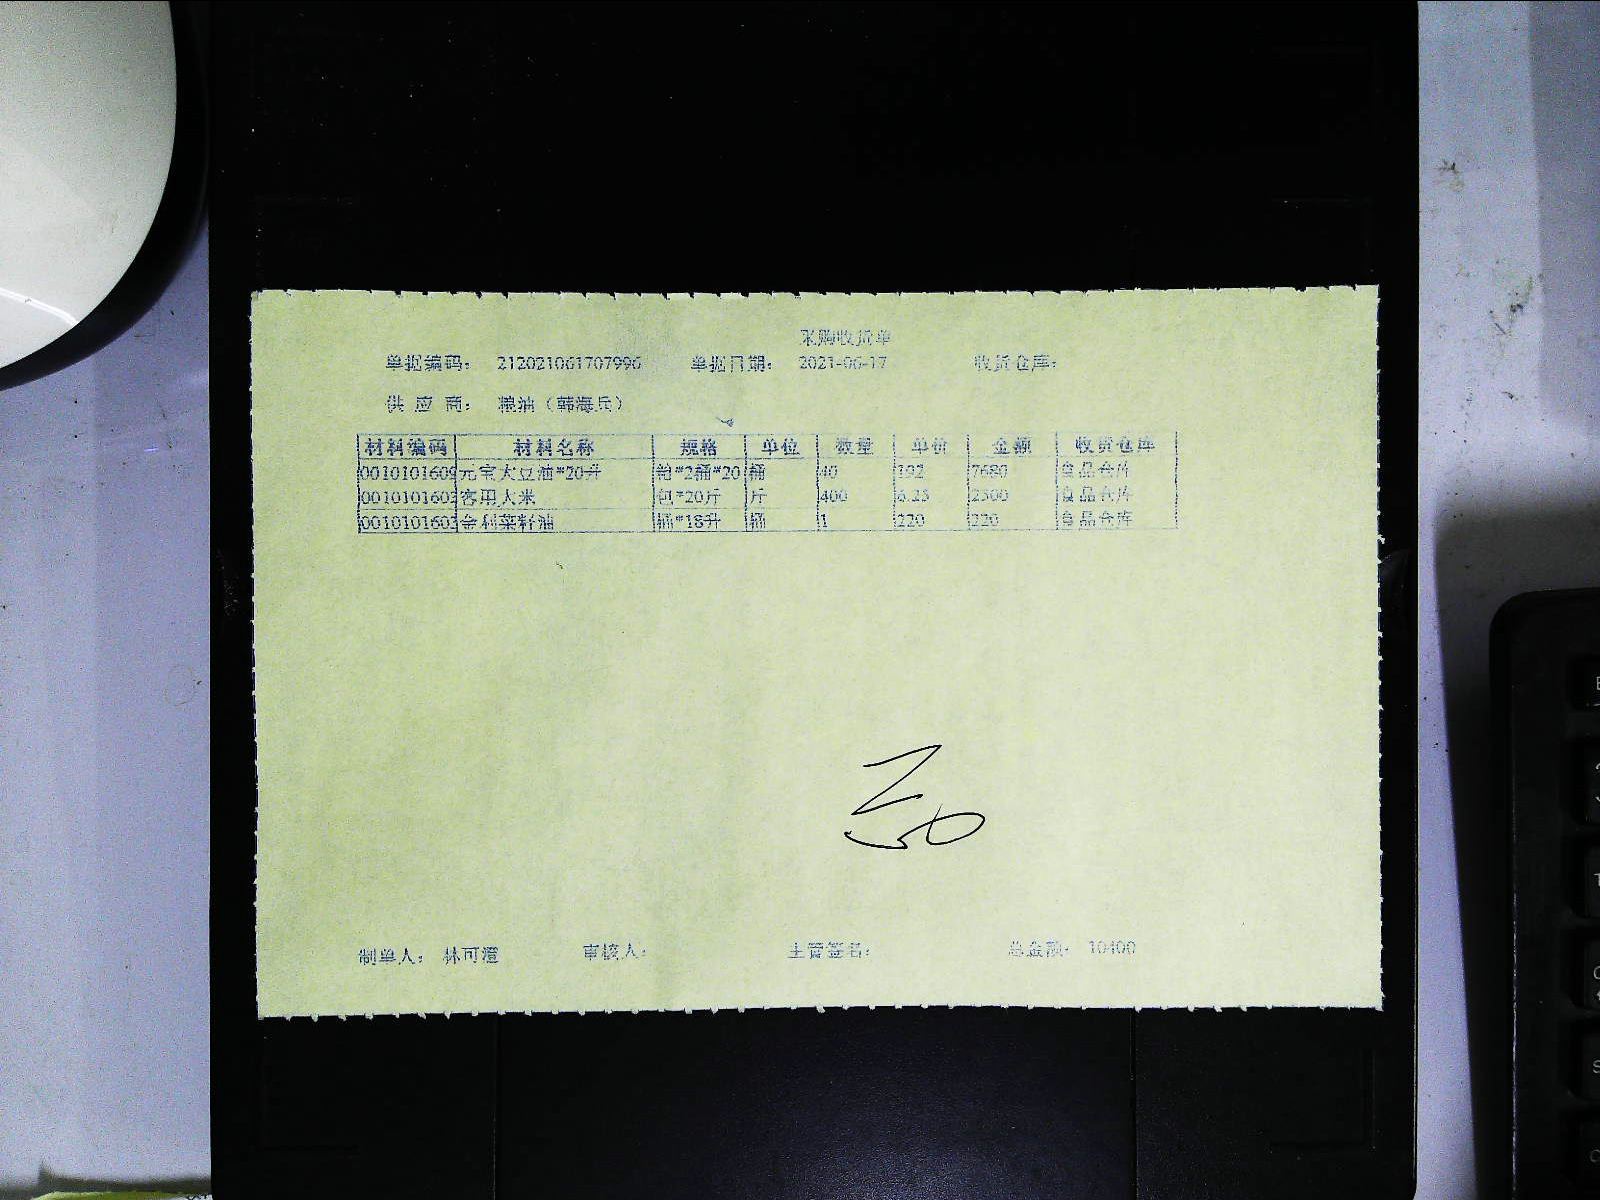 采购收货单
单据编码： 212021061707996 单据日期： 2021-06-17 收货仓库：
供 应 商： 粮油（韩海兵）
材料编码 材料名称 规格 单位 数量 单价 金额 收货仓库
0010101609 元宝大豆油*20升 箱*2桶*20 桶 40 192 7680 食品仓库
0010101603 客用大米 包*20斤 斤 400 6.25 2500 食品仓库
0010101603 金利菜籽油 桶*18升 桶 1 220 220 食品仓库
制单人： 林可澄 审核人： 主管签名： 总金额： 10400